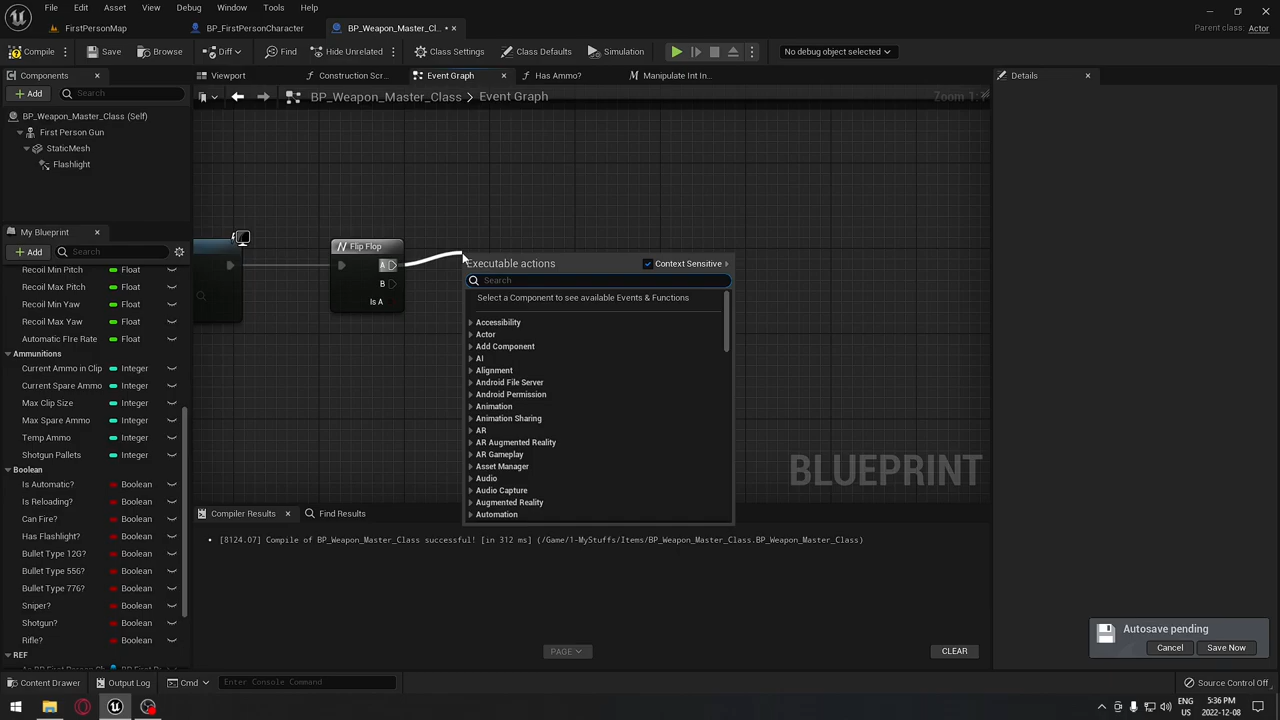 File Edit Asset View Debug Window Tools Help
Parent class: Actor
FirstPersonMap
BP_FirstPersonCharacter
BP_Weapon_Master_Cl... •
Compile
Save
Browse
Diff
Find
Hide Unrelated
Class Settings
Class Defaults
Simulation
No debug object selected
Components
Viewport
Construction Scr...
Event Graph
Has Ammo?
Manipulate Int In...
Details
Add
Search
BP_Weapon_Master_Class > Event Graph
Zoom 1:1
BP_Weapon_Master_Class (Self)
First Person Gun
StaticMesh
Flashlight
My Blueprint
Add
Search
Recoil Min Pitch Float
Recoil Max Pitch Float
Recoil Min Yaw Float
Recoil Max Yaw Float
Automatic FIre Rate Float
Ammunitions
Current Ammo in Clip Integer
Current Spare Ammo Integer
Max Clip Size Integer
Max Spare Ammo Integer
Temp Ammo Integer
Shotgun Pallets Integer
Boolean
Is Automatic? Boolean
Is Reloading? Boolean
Can Fire? Boolean
Has Flashlight? Boolean
Bullet Type 12G? Boolean
Bullet Type 556? Boolean
Bullet Type 776? Boolean
Sniper? Boolean
Shotgun? Boolean
Rifle? Boolean
REF
Flip Flop
A
B
Is A
Executable actions
Context Sensitive
Search
Select a Component to see available Events & Functions
Accessibility
Actor
Add Component
AI
Alignment
Android File Server
Android Permission
Animation
Animation Sharing
AR
AR Augmented Reality
AR Gameplay
Asset Manager
Audio
Audio Capture
Augmented Reality
Automation
BLUEPRINT
Compiler Results
Find Results
[8124.07] Compile of BP_Weapon_Master_Class successful! [in 312 ms] (/Game/1-MyStuffs/Items/BP_Weapon_Master_Class.BP_Weapon_Master_Class)
PAGE
CLEAR
Autosave pending
Cancel
Save Now
Content Drawer
Output Log
Cmd
Enter Console Command
Source Control Off
ENG
US
5:36 PM
2022-12-08